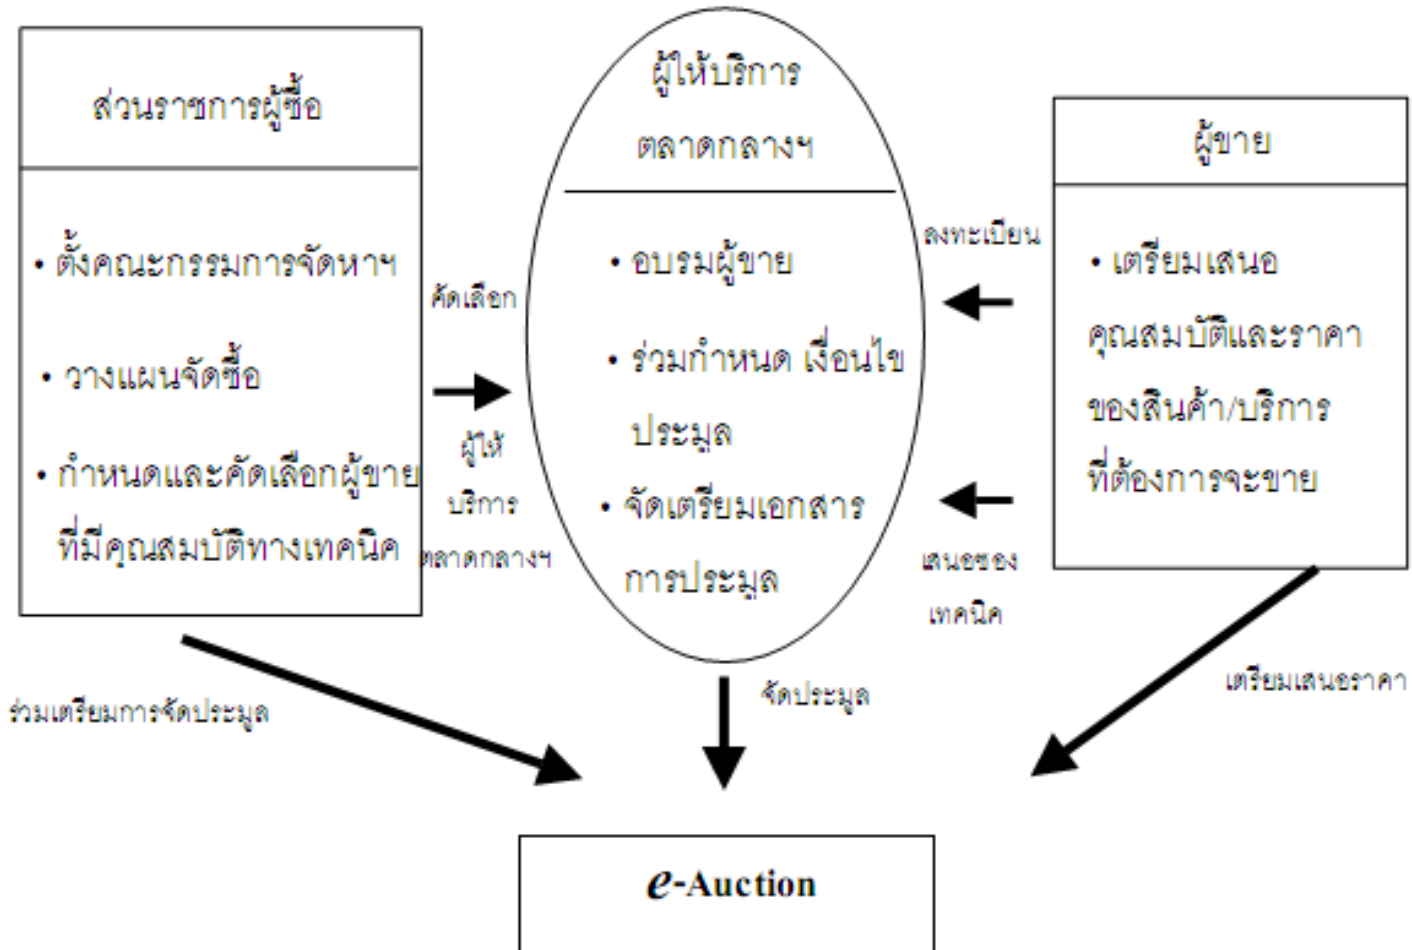 ส่วนราชการผู้ซื้อ
• ตั้งคณะกรรมการจัดหาฯ
• วางแผนจัดซื้อ
• กำหนดและคัดเลือกผู้ขาย
ที่มีคุณสมบัติทางเทคนิค
คัดเลือก
ผู้ให้
บริการ
ตลาดกลางฯ
ผู้ให้บริการ
ตลาดกลางฯ
• อบรมผู้ขาย
• ร่วมกำหนด เงื่อนไข
ประมูล
• จัดเตรียมเอกสาร
การประมูล
ลงทะเบียน
เสนอซอง
เทคนิค
ผู้ขาย
• เตรียมเสนอ
คุณสมบัติและราคา
ของสินค้า/บริการ
ที่ต้องการจะขาย
ร่วมเตรียมการจัดประมูล
จัดประมูล
เตรียมเสนอราคา
e-Auction